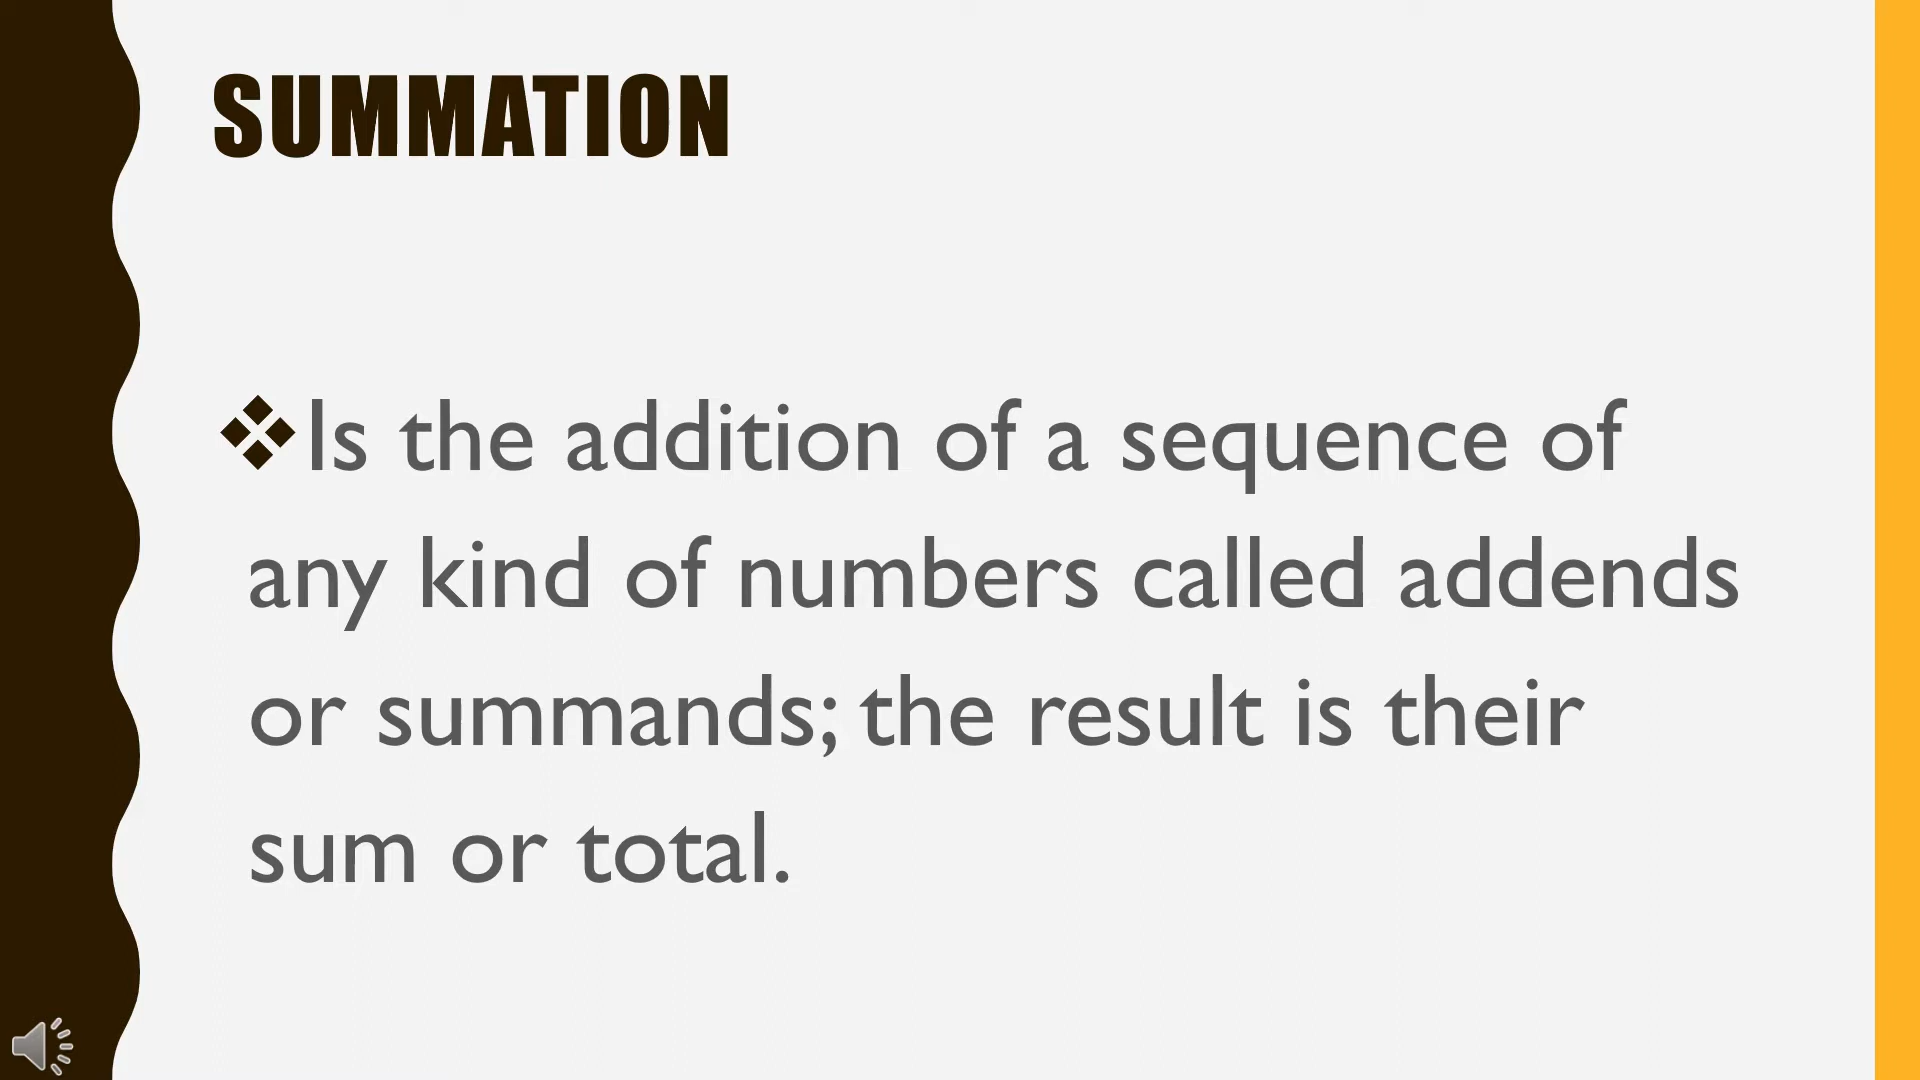 SUMMATION
❖Is the addition of a sequence of
any kind of numbers called addends
or summands; the result is their
sum or total.